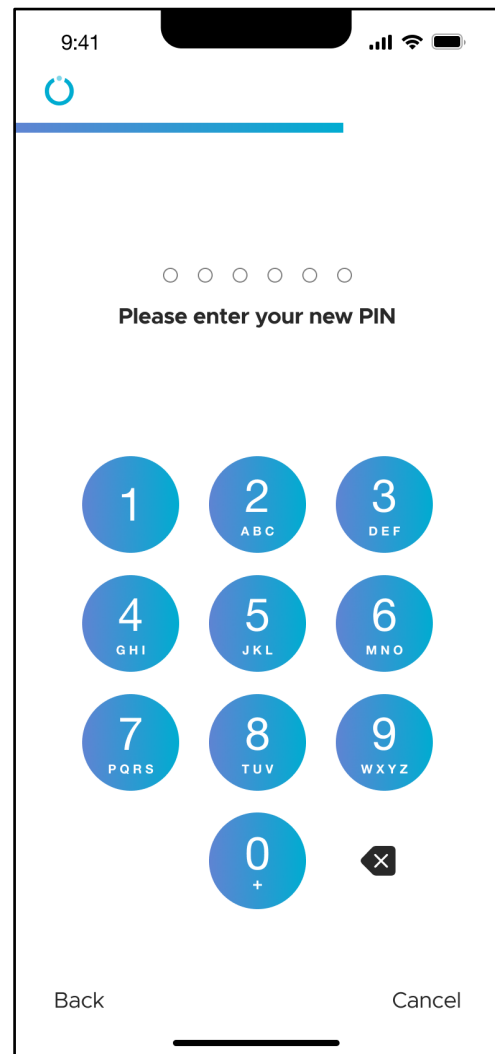 9:41
Please enter your new PIN
1 2 3
ABC DEF
4 5 6
GHI JKL MNO
7 8 9
PQRS TUV WXYZ
0
+
Back Cancel